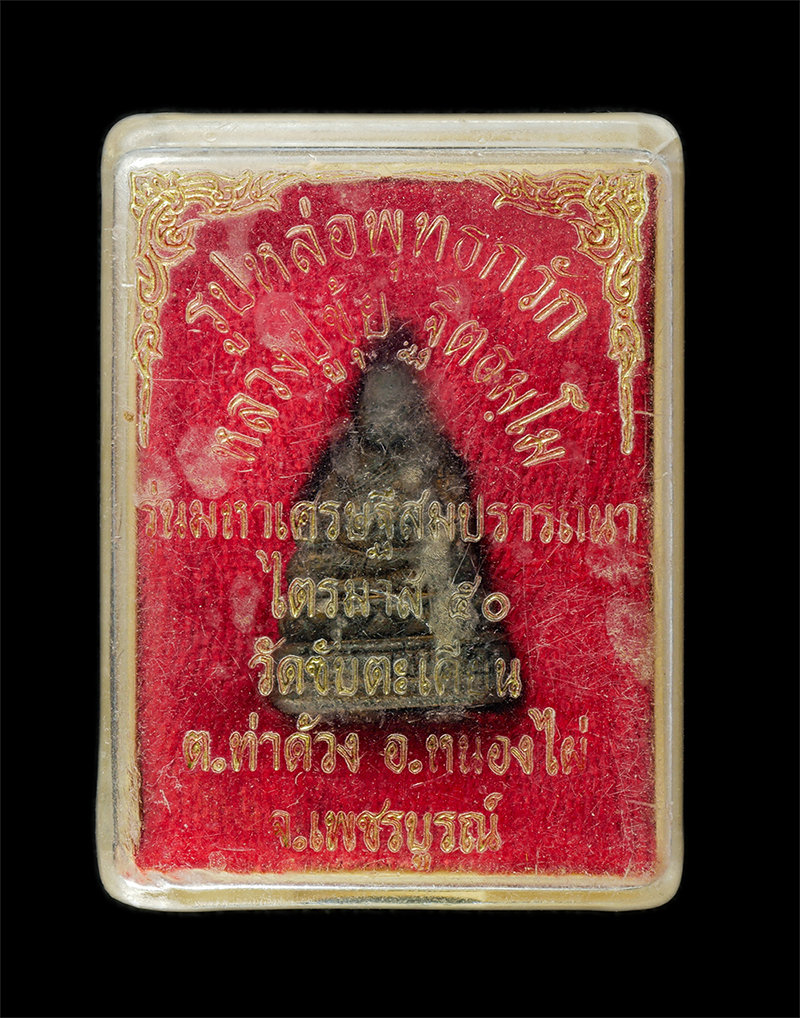 รูปหล่อพุทธกวัก
หลวงปู่ขุ้ย ฐิตธมฺโม
รุ่นมหาเศรษฐีสมปรารถนา
ไตรมาส ๕๐
วัดซับตะเคียน
ต.ท่าด้วง อ.หนองไผ่
จ.เพชรบูรณ์